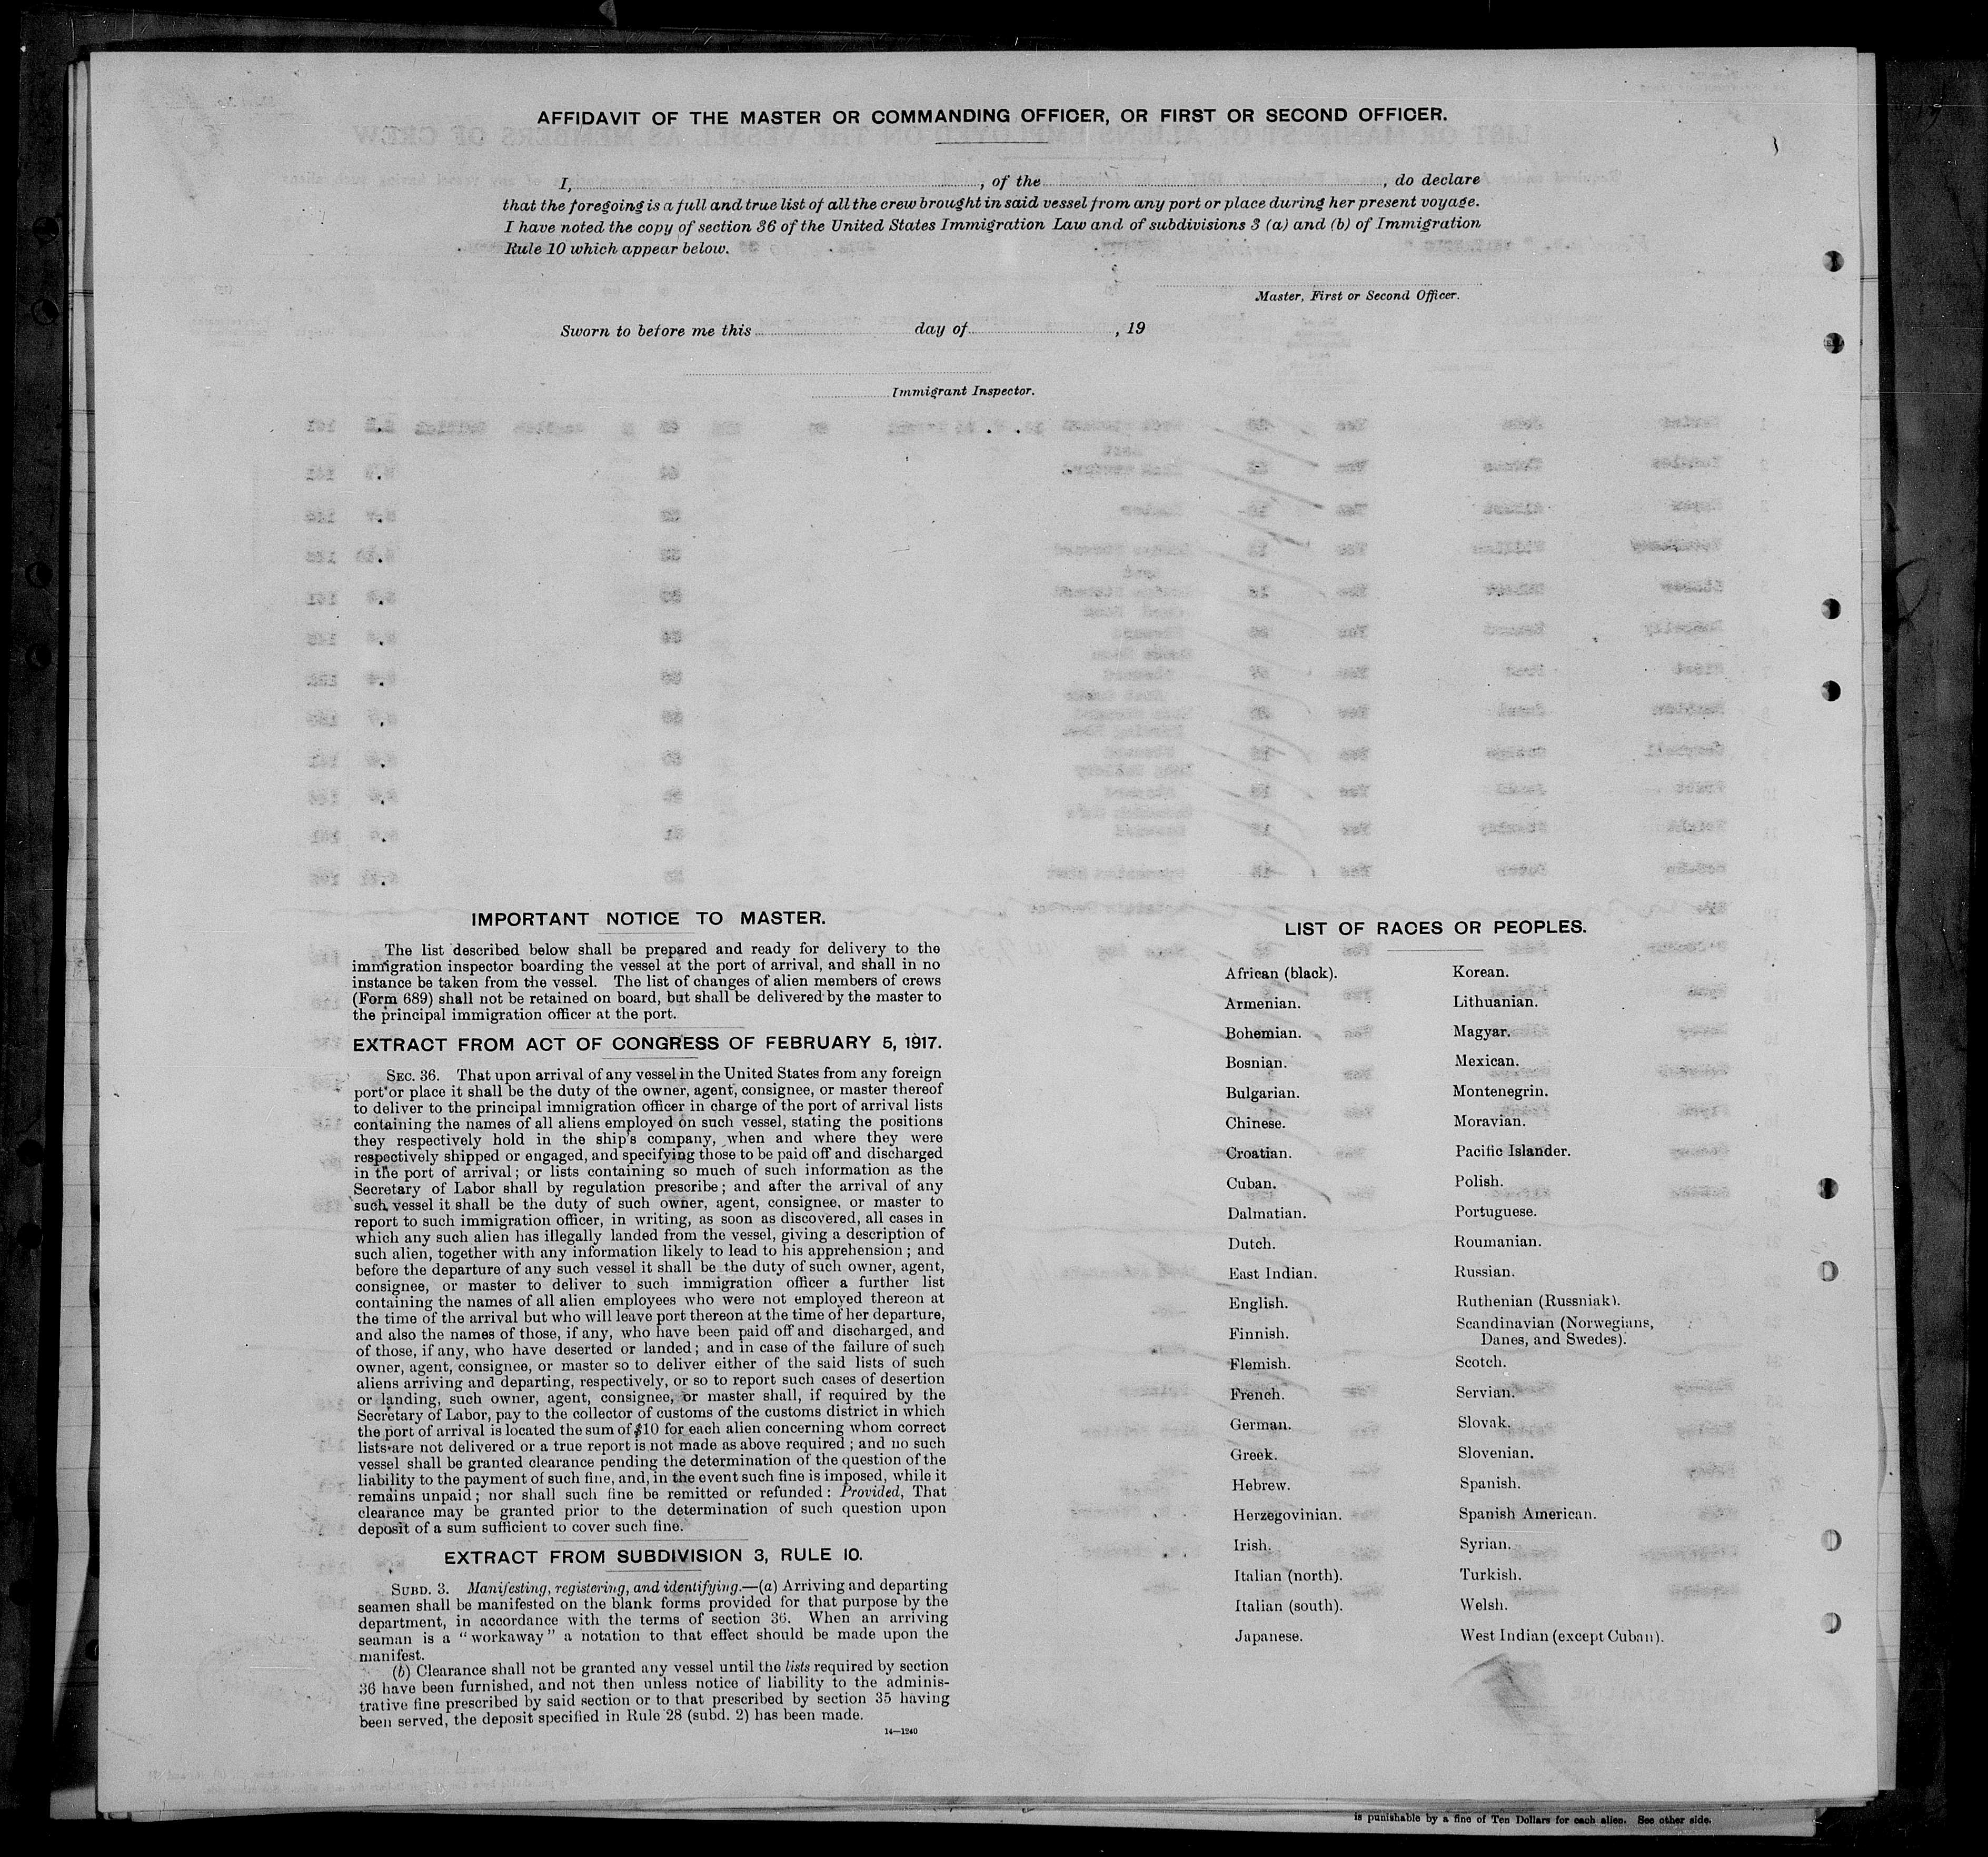 AFFIDAVIT OF THE MASTER OR COMMANDING OFFICER, OR FIRST OR SECOND OFFICER.
I, , of the , do declare
that the foregoing is a full and true list of all the crew brought in said vessel from any port or place during her present voyage.
I have noted the copy of section 36 of the United States Immigration Law and of subdivisions 3 (a) and (b) of Immigration
Rule 10 which appear below.
Master, First or Second Officer.
Sworn to before me this day of , 19
Immigrant Inspector.
IMPORTANT NOTICE TO MASTER.
The list described below shall be prepared and ready for delivery to the
immigration inspector boarding the vessel at the port of arrival, and shall in no
instance be taken from the vessel. The list of changes of alien members of crews
(Form 689) shall not be retained on board, but shall be delivered by the master to
the principal immigration officer at the port.
EXTRACT FROM ACT OF CONGRESS OF FEBRUARY 5, 1917.
SEC. 36. That upon arrival of any vessel in the United States from any foreign
port or place it shall be the duty of the owner, agent, consignee, or master thereof
to deliver to the principal immigration officer in charge of the port of arrival lists
containing the names of all aliens employed on such vessel, stating the positions
they respectively hold in the ship's company, when and where they were
respectively shipped or engaged, and specifying those to be paid off and discharged
in the port of arrival; or lists containing so much of such information as the
Secretary of Labor shall by regulation prescribe; and after the arrival of any
such vessel it shall be the duty of such owner, agent, consignee, or master to
report to such immigration officer, in writing, as soon as discovered, all cases in
which any such alien has illegally landed from the vessel, giving a description of
such alien, together with any information likely to lead to his apprehension; and
before the departure of any such vessel it shall be the duty of such owner, agent,
consignee, or master to deliver to such immigration officer a further list
containing the names of all alien employees who were not employed thereon at
the time of the arrival but who will leave port thereon at the time of her departure,
and also the names of those, if any, who have been paid off and discharged, and
of those, if any, who have deserted or landed; and in case of the failure of such
owner, agent, consignee, or master so to deliver either of the said lists of such
aliens arriving and departing, respectively, or so to report such cases of desertion
or landing, such owner, agent, consignee, or master shall, if required by the
Secretary of Labor, pay to the collector of customs of the customs district in which
the port of arrival is located the sum of $10 for each alien concerning whom correct
lists are not delivered or a true report is not made as above required; and no such
vessel shall be granted clearance pending the determination of the question of the
liability to the payment of such fine, and, in the event such fine is imposed, while it
remains unpaid; nor shall such fine be remitted or refunded: Provided, That
clearance may be granted prior to the determination of such question upon
deposit of a sum sufficient to cover such fine.
EXTRACT FROM SUBDIVISION 3, RULE 10.
SUBD. 3. Manifesting, registering, and identifying.—(a) Arriving and departing
seamen shall be manifested on the blank forms provided for that purpose by the
department, in accordance with the terms of section 36. When an arriving
seaman is a "workaway" a notation to that effect should be made upon the
manifest.
(b) Clearance shall not be granted any vessel until the lists required by section
36 have been furnished, and not then unless notice of liability to the adminis-
trative fine prescribed by said section or to that prescribed by section 35 having
been served, the deposit specified in Rule 28 (subd. 2) has been made.
14—1240
LIST OF RACES OR PEOPLES.
African (black).
Armenian.
Bohemian.
Bosnian.
Bulgarian.
Chinese.
Croatian.
Cuban.
Dalmatian.
Dutch.
East Indian.
English.
Finnish.
Flemish.
French.
German.
Greek.
Hebrew.
Herzegovinian.
Irish.
Italian (north).
Italian (south).
Japanese.
Korean.
Lithuanian.
Magyar.
Mexican.
Montenegrin.
Moravian.
Pacific Islander.
Polish.
Portuguese.
Roumanian.
Russian.
Ruthenian (Russniak).
Scandinavian (Norwegians,
Danes, and Swedes).
Scotch.
Servian.
Slovak.
Slovenian.
Spanish.
Spanish American.
Syrian.
Turkish.
Welsh.
West Indian (except Cuban).
is punishable by a fine of Ten Dollars for each alien. See other side.